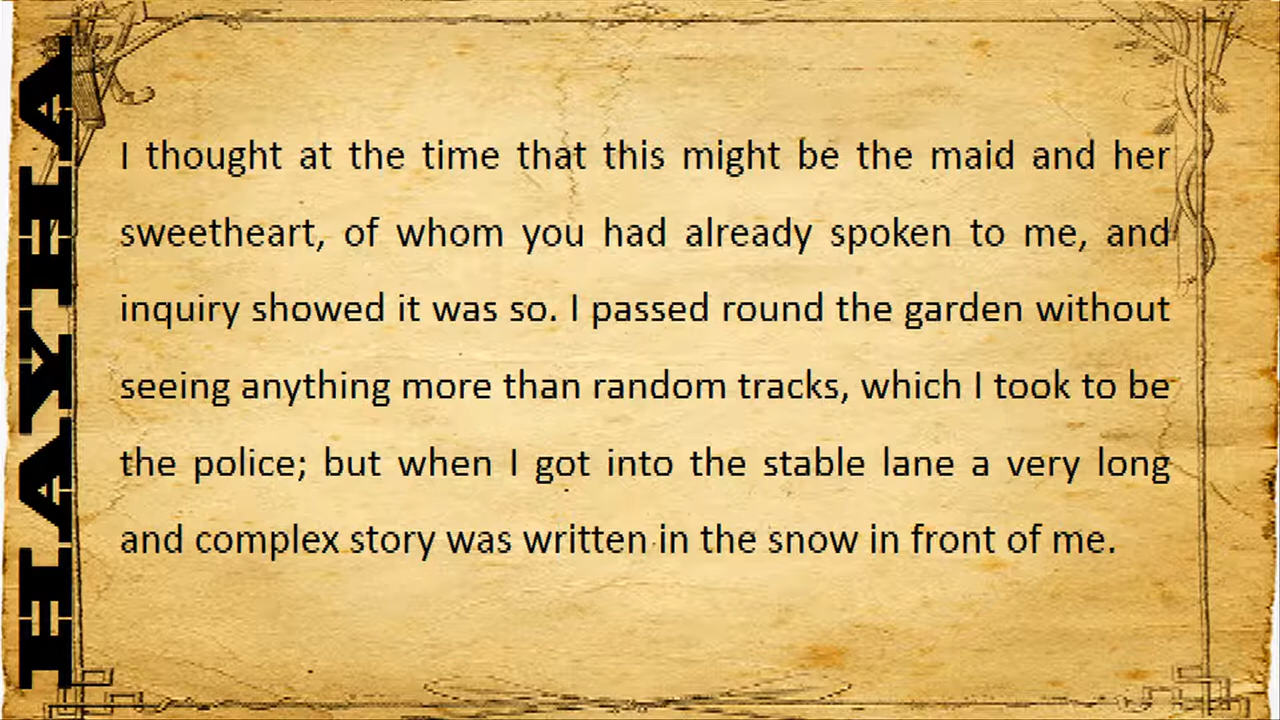 I thought at the time that this might be the maid and her
sweetheart, of whom you had already spoken to me, and
inquiry showed it was so. I passed round the garden without
seeing anything more than random tracks, which I took to be
the police; but when I got into the stable lane a very long
and complex story was written in the snow in front of me.
HAYHA